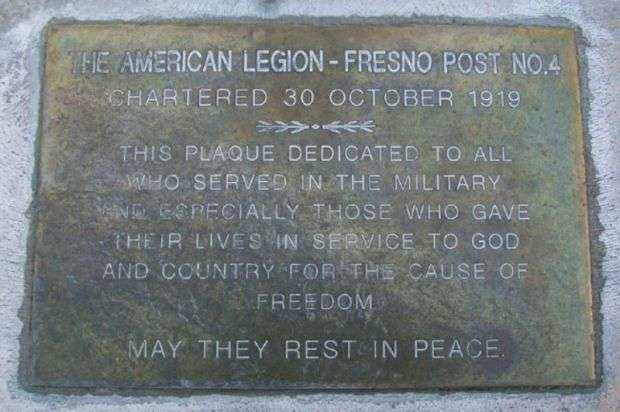 THE AMERICAN LEGION - FRESNO POST NO.4
CHARTERED 30 OCTOBER 1919
THIS PLAQUE DEDICATED TO ALL
WHO SERVED IN THE MILITARY
AND ESPECIALLY THOSE WHO GAVE
THEIR LIVES IN SERVICE TO GOD
AND COUNTRY FOR THE CAUSE OF
FREEDOM
MAY THEY REST IN PEACE.